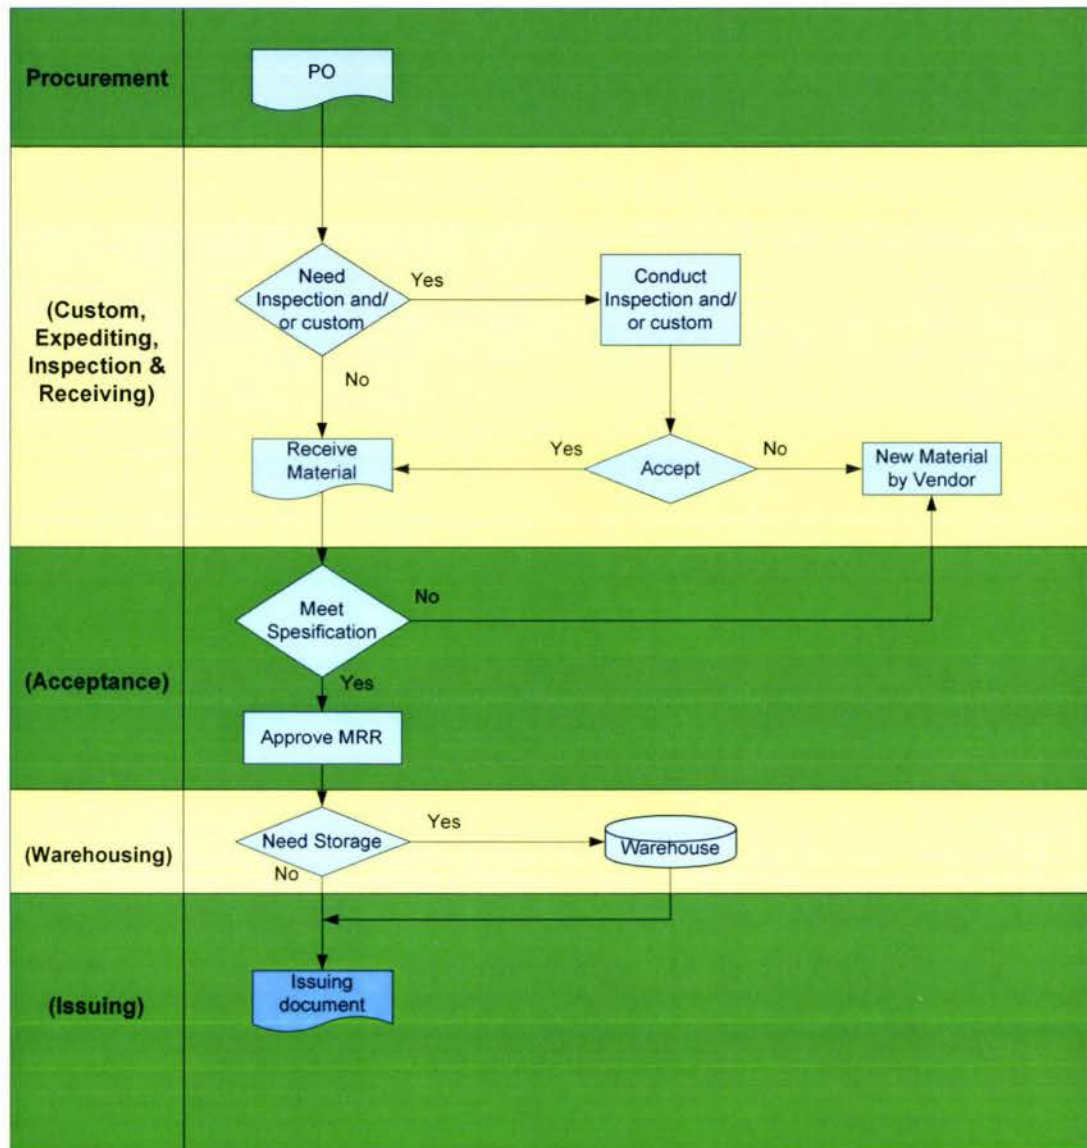 Procurement
PO
(Custom,
Expediting,
Inspection &
Receiving)
Need
Inspection and/
or custom
Yes
Conduct
Inspection and/
or custom
No
Receive
Material
Yes
Accept
No
New Material
by Vendor
(Acceptance)
Meet
Spesification
No
Yes
Approve MRR
(Warehousing)
Need Storage
Yes
Warehouse
No
(Issuing)
Issuing
document